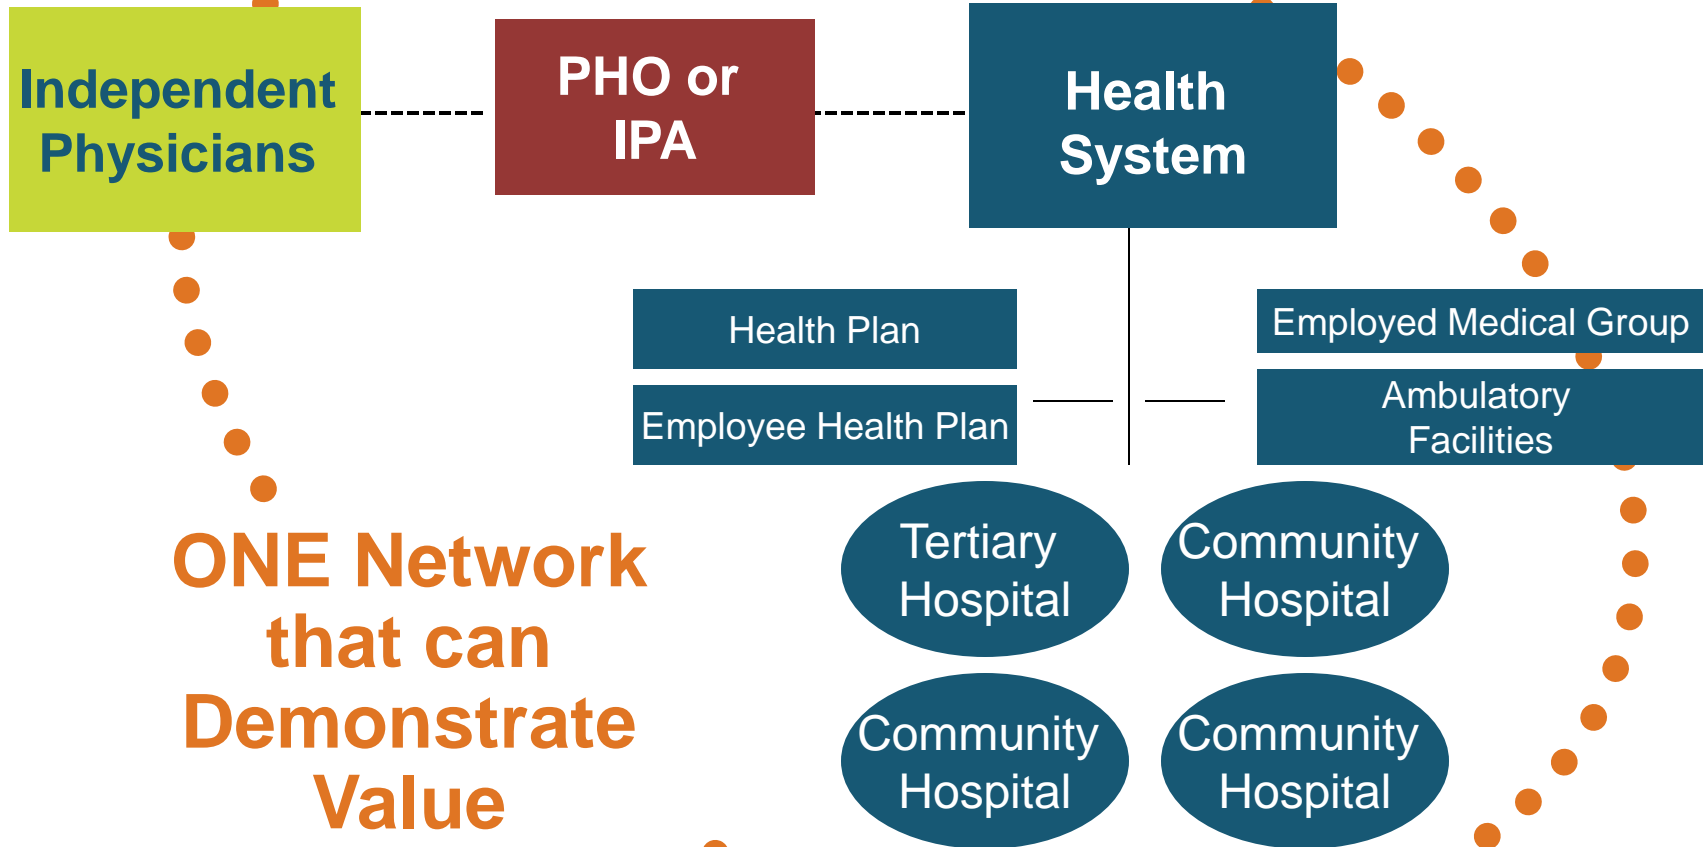 Independent
Physicians
PHO or
IPA
Health
System
Health Plan
Employee Health Plan
Employed Medical Group
Ambulatory
Facilities
Tertiary
Hospital
Community
Hospital
Community
Hospital
Community
Hospital
ONE Network
that can
Demonstrate
Value